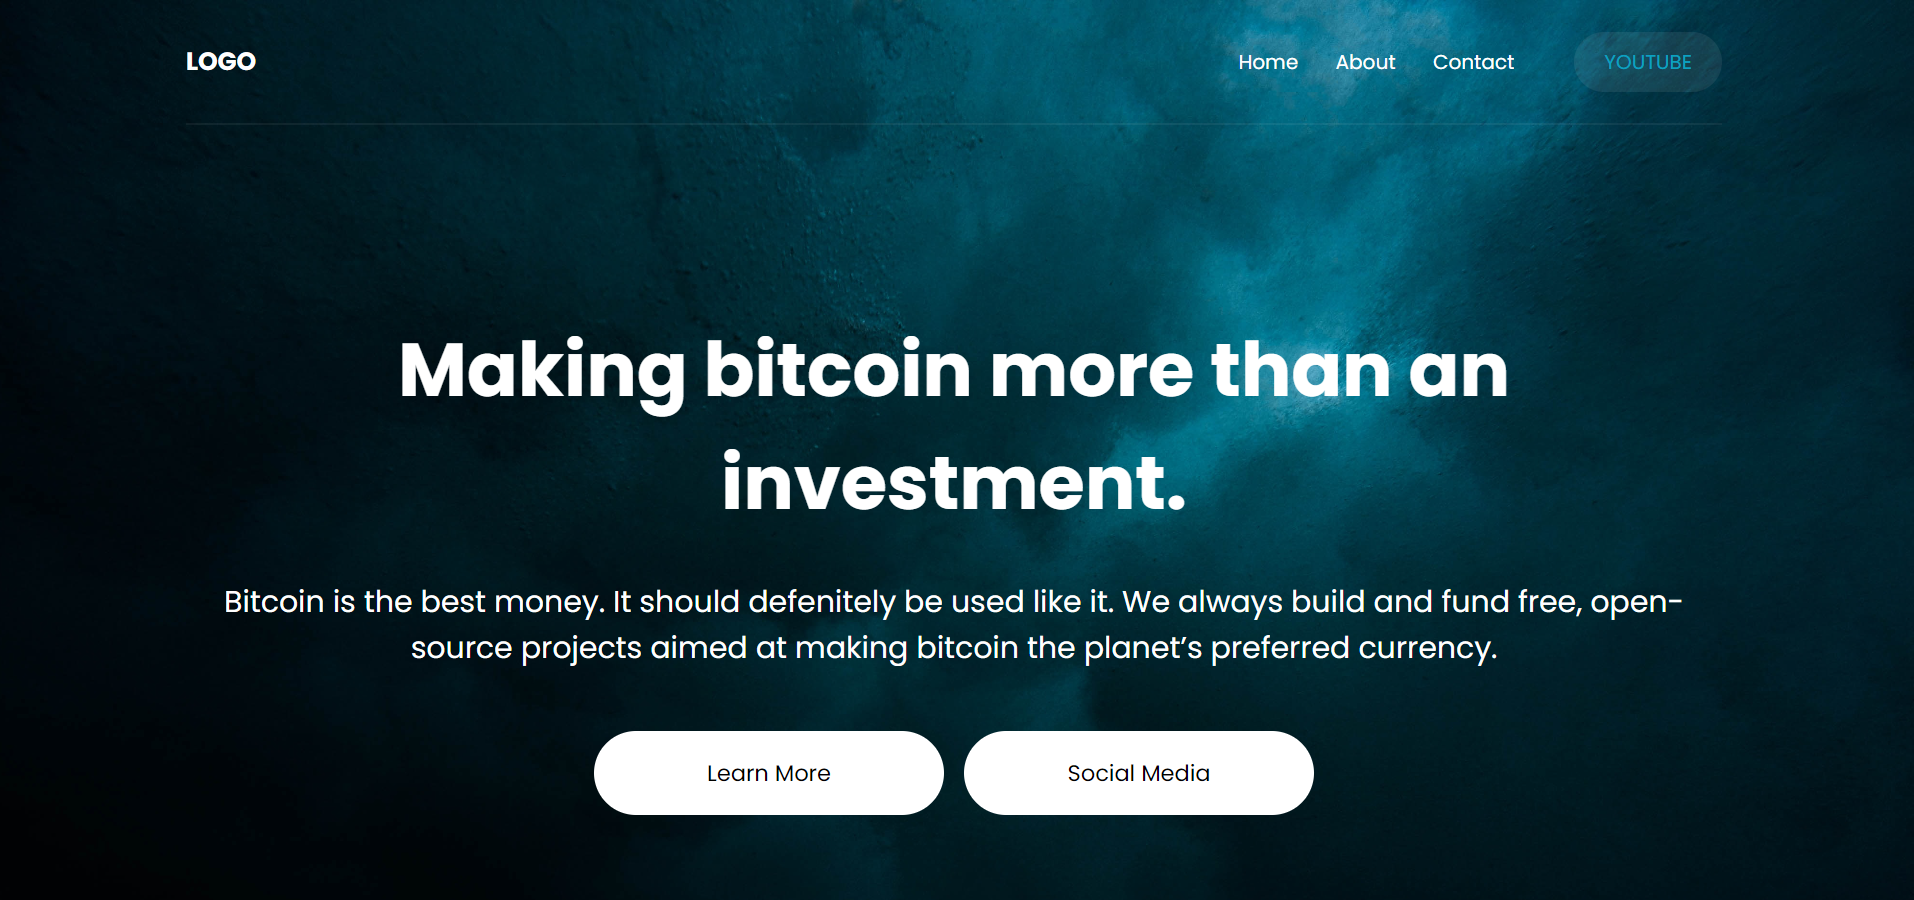 LOGO
Home About Contact YOUTUBE
Making bitcoin more than an
investment.
Bitcoin is the best money. It should defenitely be used like it. We always build and fund free, open-
source projects aimed at making bitcoin the planet’s preferred currency.
Learn More Social Media